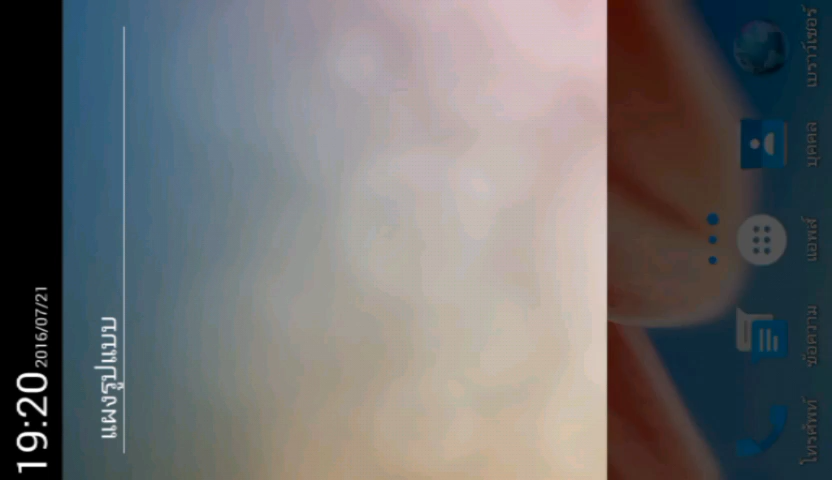 19:20 2016/07/21
แผงรูปแบบ
โทรศัพท์
ข้อความ
แอพส์
บุคคล
เบราว์เซอร์